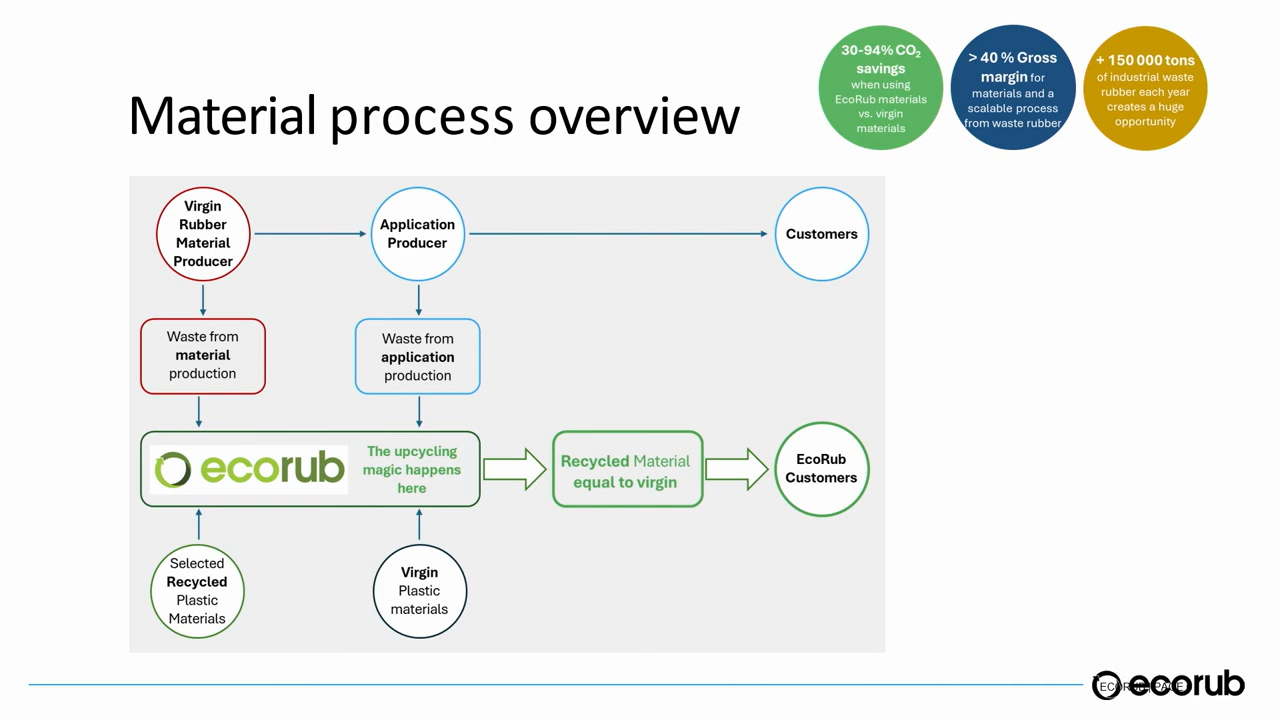 30-94% CO₂
savings
when using
EcoRub materials
vs. virgin
materials
> 40 % Gross
margin for
materials and a
scalable process
from waste rubber
+ 150 000 tons
of industrial waste
rubber each year
creates a huge
opportunity
Material process overview
Virgin
Rubber
Material
Producer
Application
Producer
Customers
Waste from
material
production
Waste from
application
production
ecorub
The upcycling
magic happens
here
Recycled Material
equal to virgin
EcoRub
Customers
Selected
Recycled
Plastic
Materials
Virgin
Plastic
materials
ecorub